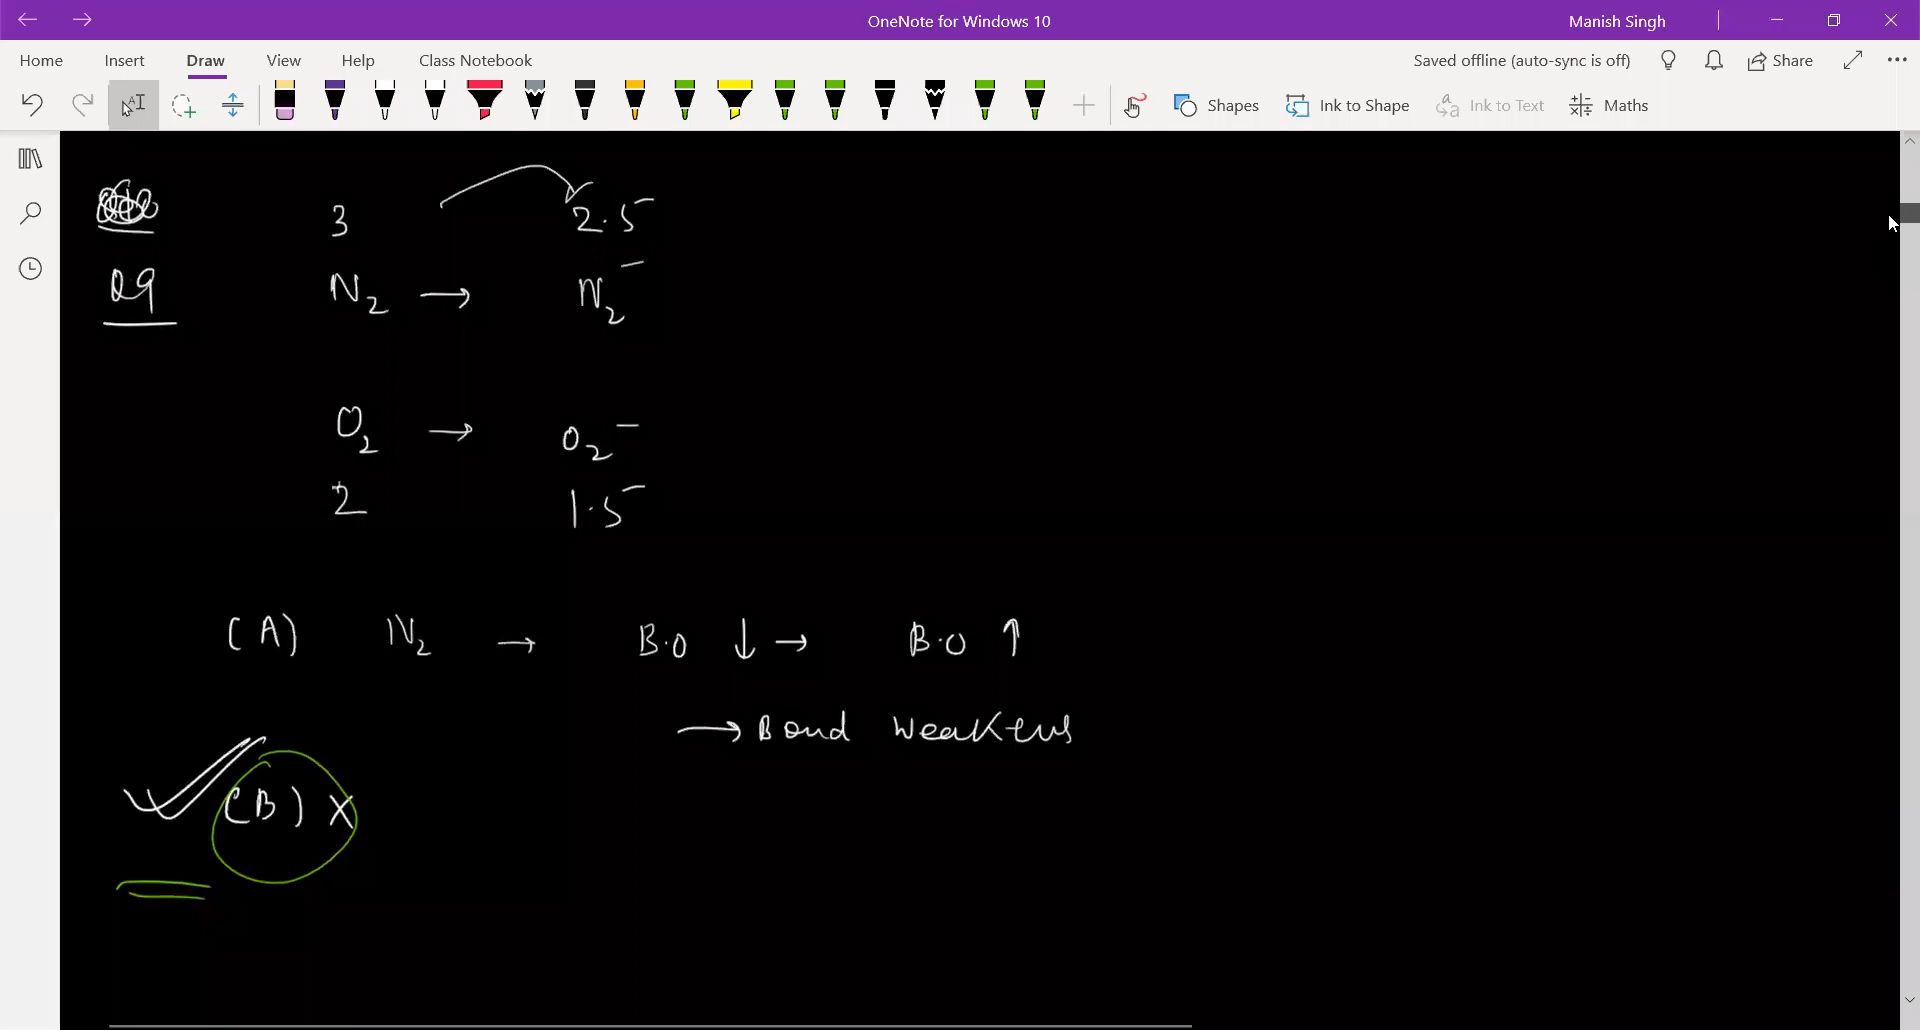 OneNote for Windows 10
Manish Singh
Home Insert Draw View Help Class Notebook
Saved offline (auto-sync is off) Share
Shapes Ink to Shape Ink to Text Maths
3 2.5
Q9 N₂ → N₂⁻
O₂ → O₂⁻
2 1.5
(A) N₂ → B.O ↓ → B.O ↑
→ Bond Weakens
(B) X